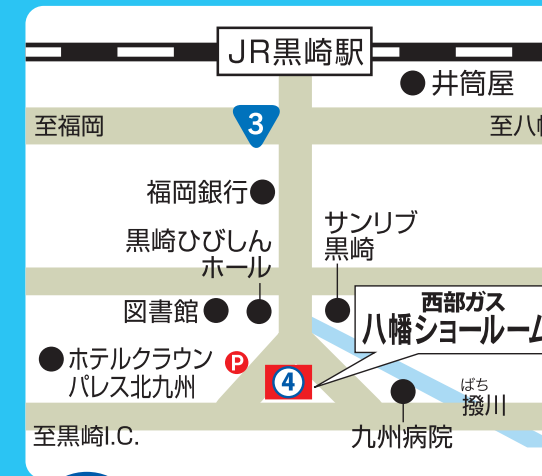 JR黒崎駅
井筒屋
至福岡
3
至八
福岡銀行
サンリブ
黒崎
黒崎ひびしん
ホール
図書館
西部ガス
八幡ショールーム
ホテルクラウン
パレス北九州
P
4
ばち
撥川
九州病院
至黒崎I.C.